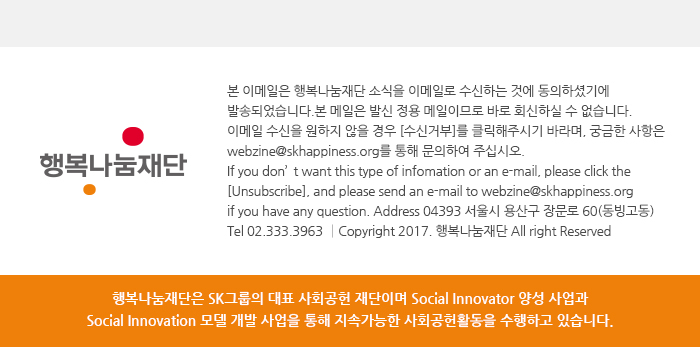 행복나눔재단
본 이메일은 행복나눔재단 소식을 이메일로 수신하는 것에 동의하셨기에
발송되었습니다.본 메일은 발신 정용 메일이므로 바로 회신하실 수 없습니다.
이메일 수신을 원하지 않을 경우 [수신거부]를 클릭해주시기 바라며, 궁금한 사항은
webzine@skhappiness.org를 통해 문의하여 주십시오.
If you don’t want this type of infomation or an e-mail, please click the
[Unsubscribe], and please send an e-mail to webzine@skhappiness.org
if you have any question. Address 04393 서울시 용산구 장문로 60(동빙고동)
Tel 02.333.3963 | Copyright 2017. 행복나눔재단 All right Reserved
행복나눔재단은 SK그룹의 대표 사회공헌 재단이며 Social Innovator 양성 사업과
Social Innovation 모델 개발 사업을 통해 지속가능한 사회공헌활동을 수행하고 있습니다.